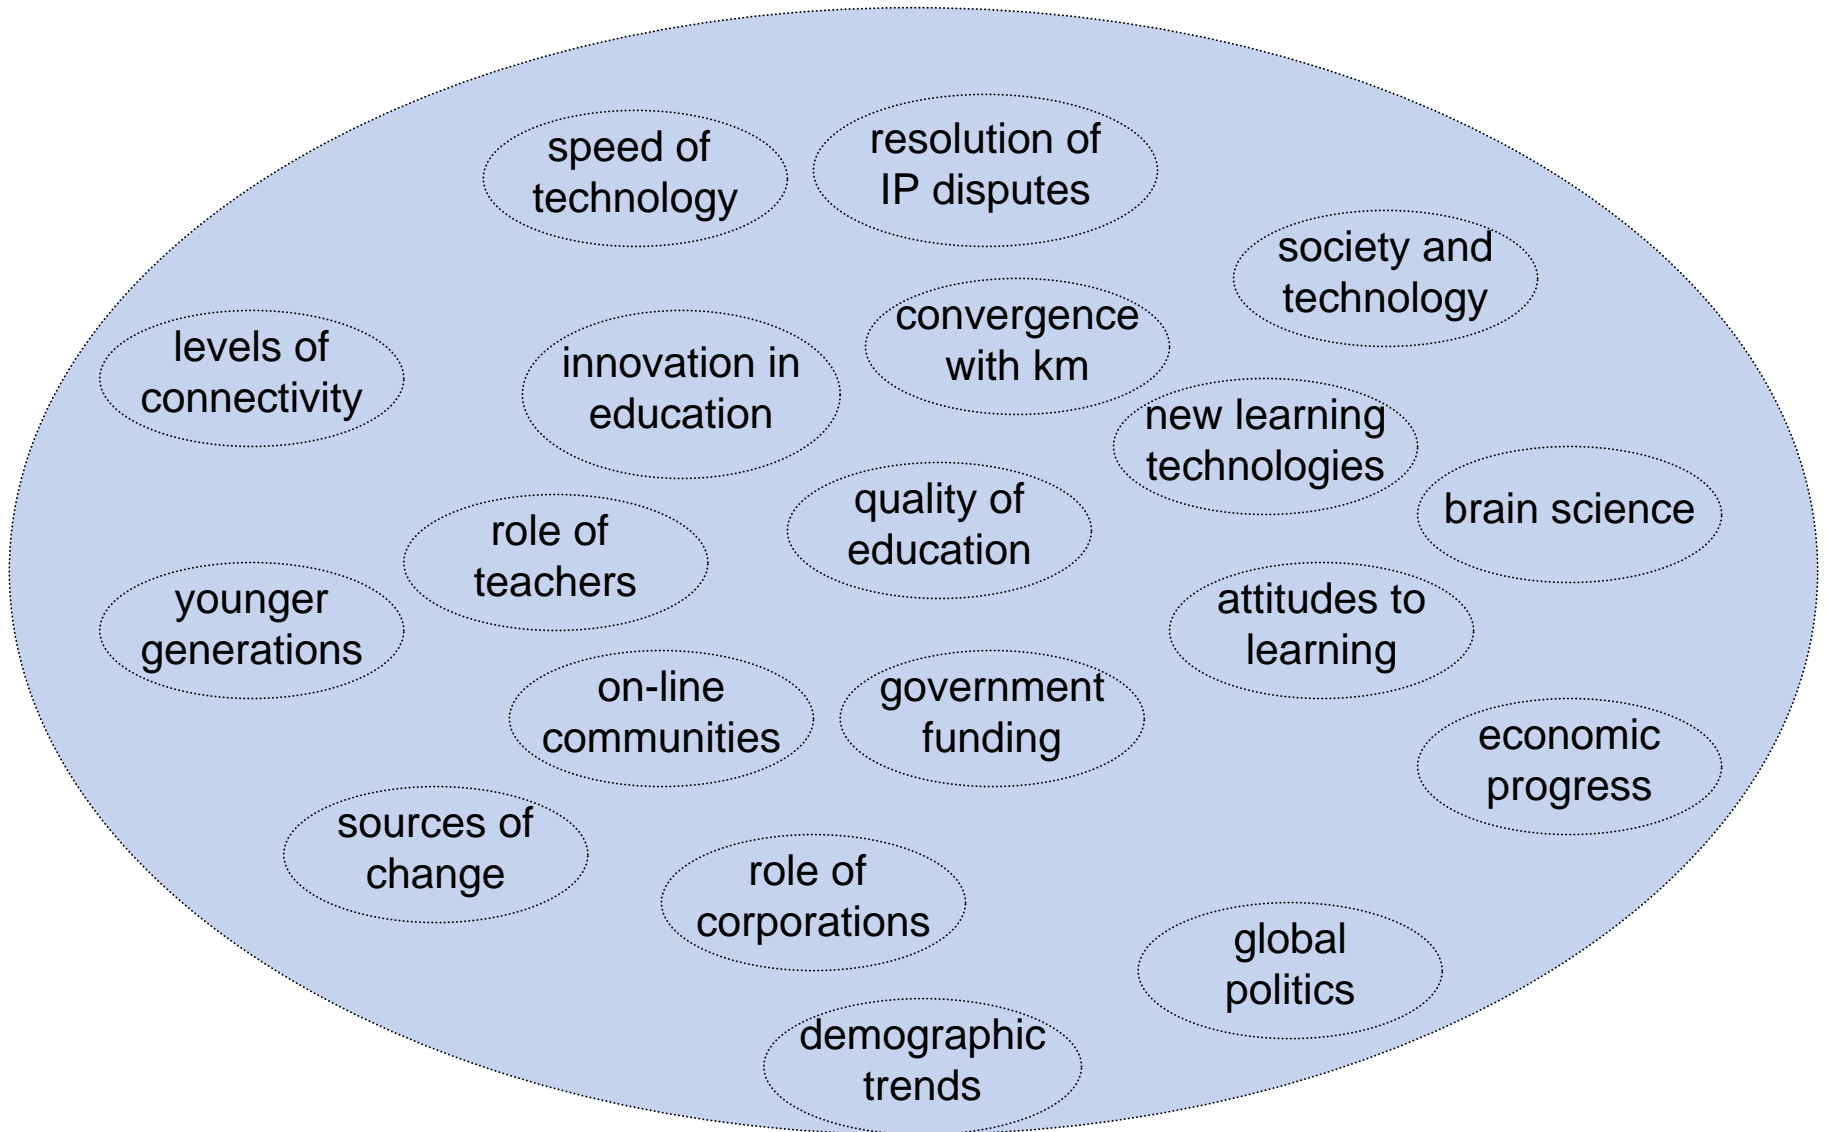 speed of
technology
resolution of
IP disputes
society and
technology
levels of
connectivity
innovation in
education
convergence
with km
new learning
technologies
brain science
quality of
education
role of
teachers
younger
generations
attitudes to
learning
on-line
communities
government
funding
economic
progress
sources of
change
role of
corporations
global
politics
demographic
trends